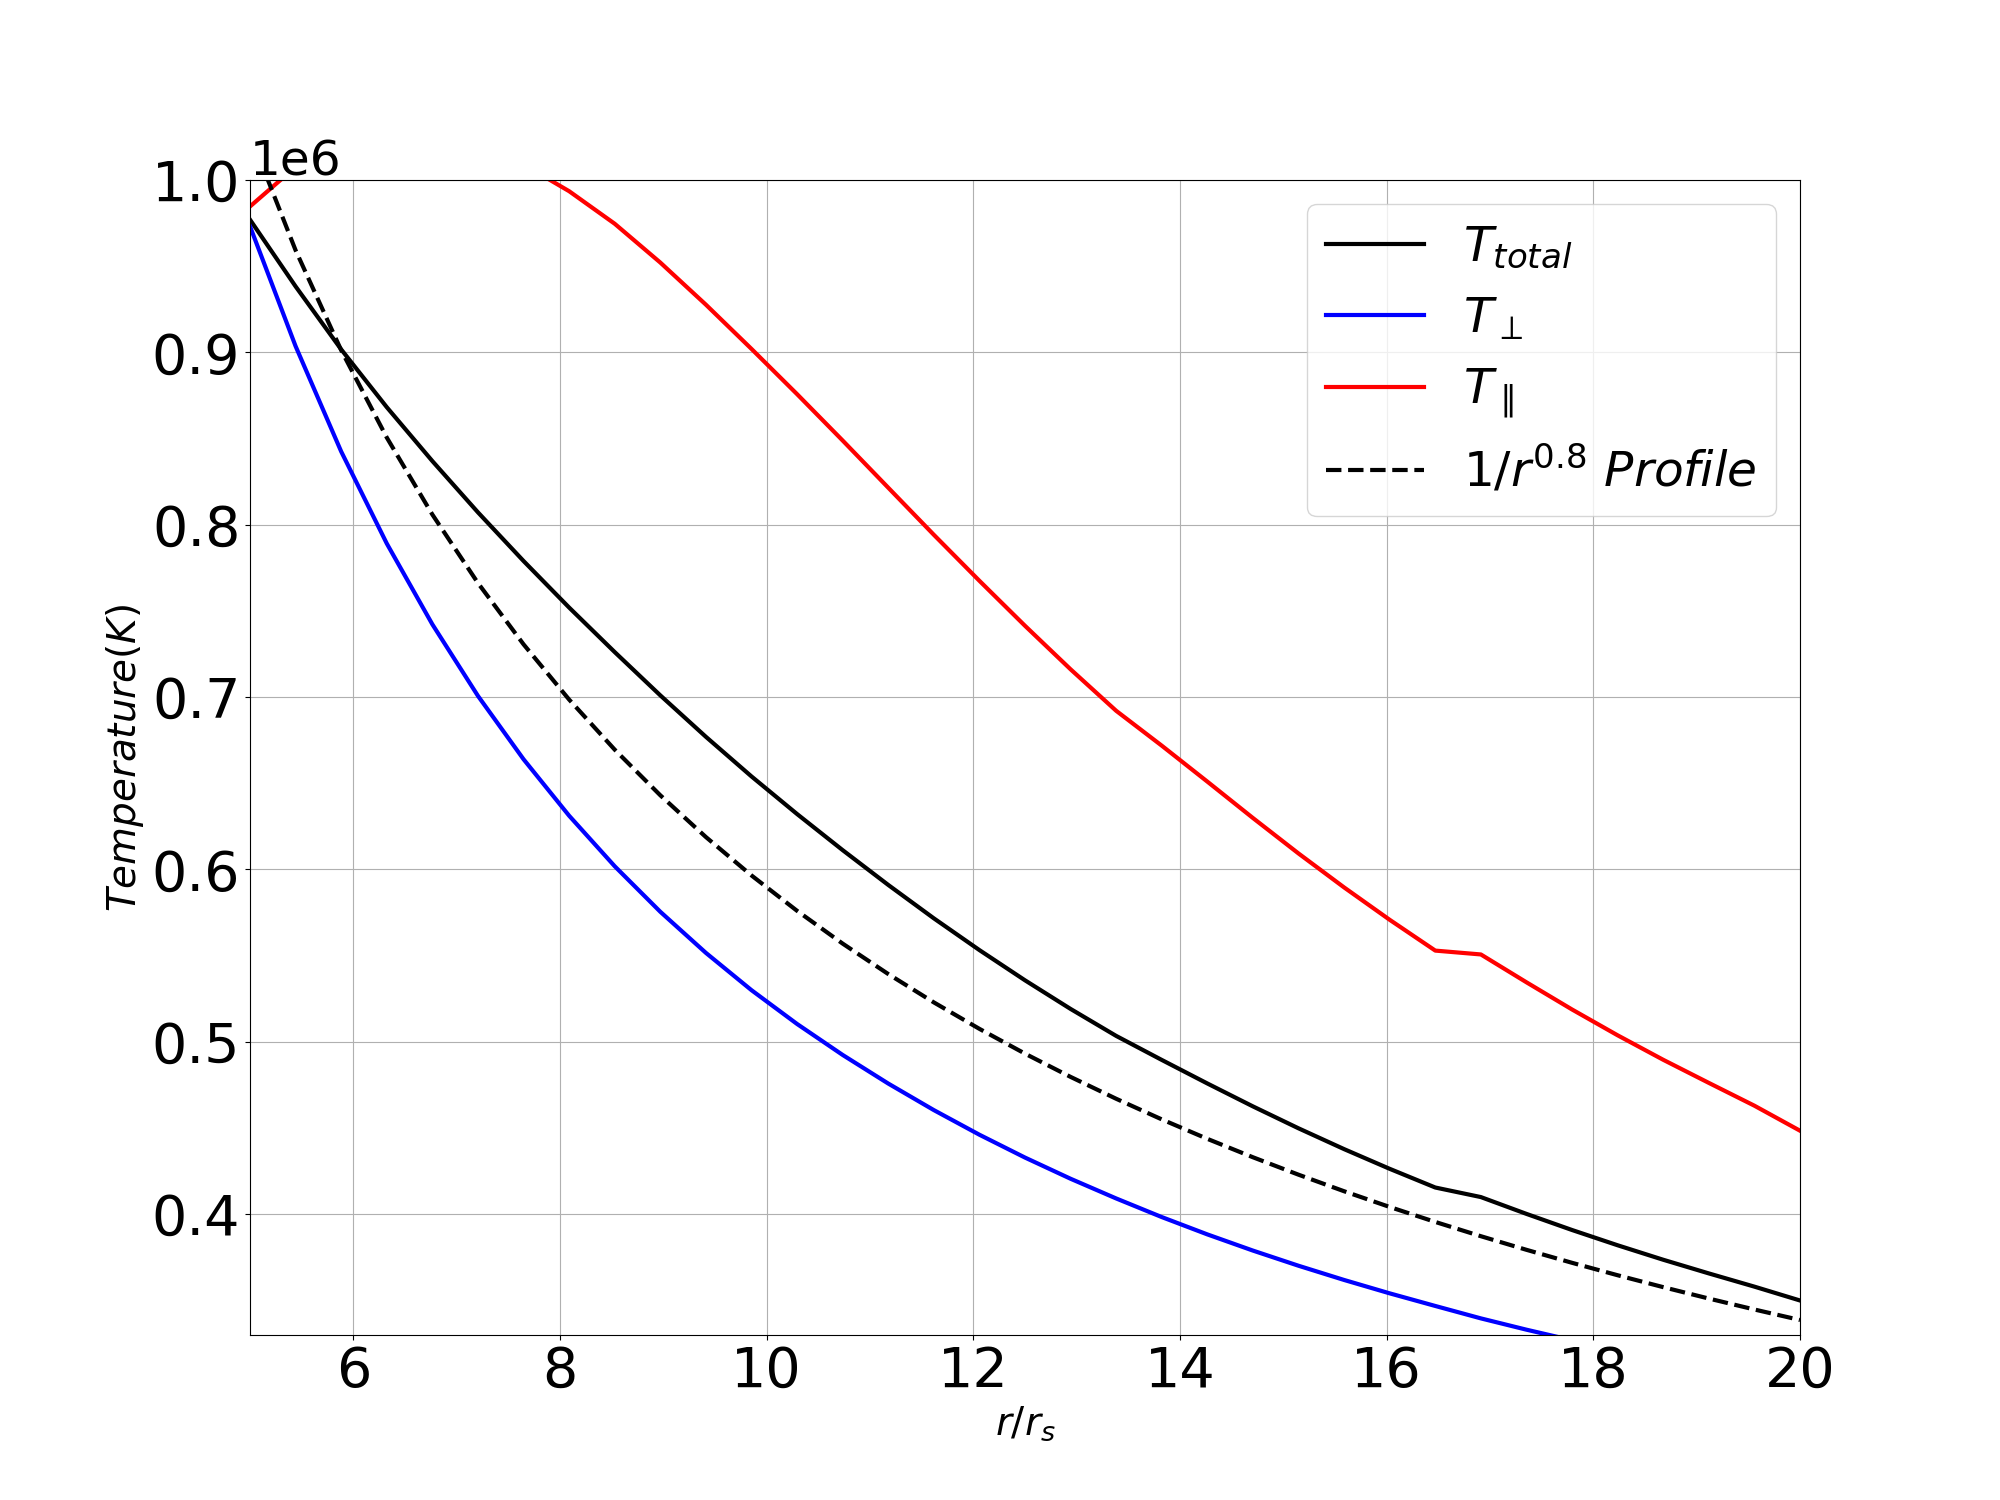 1e6
1.0
0.9
0.8
0.7
0.6
0.5
0.4
Temperature(K)
6 8 10 12 14 16 18 20
r/r_s
T_total
T_⊥
T_∥
1/r^0.8 Profile